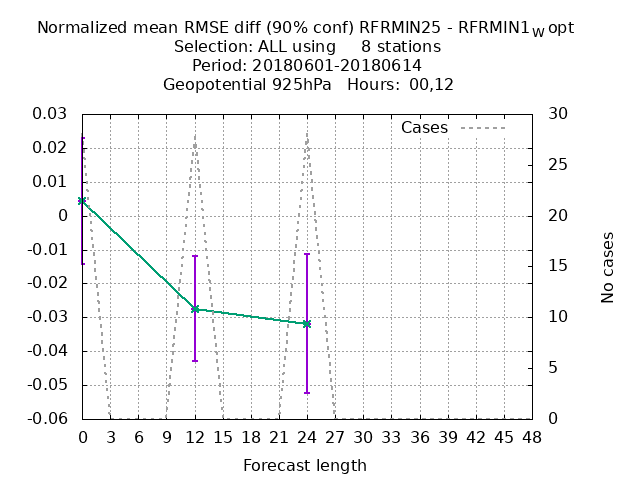 Normalized mean RMSE diff (90% conf) RFRMIN25 - RFRMIN1wopt
Selection: ALL using 8 stations
Period: 20180601-20180614
Geopotential 925hPa Hours: 00,12
Cases
0.03
0.02
0.01
0
-0.01
-0.02
-0.03
-0.04
-0.05
-0.06
30
25
20
15
10
5
0
No cases
0 3 6 9 12 15 18 21 24 27 30 33 36 39 42 45 48
Forecast length